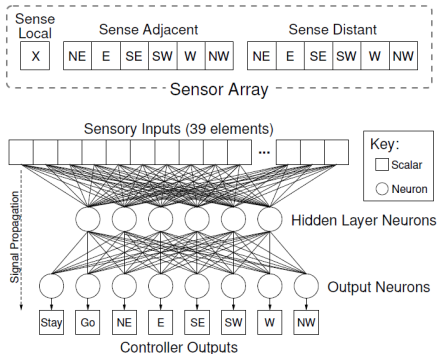 Sense Local
Sense Adjacent
Sense Distant
X
NE E SE SW W NW
NE E SE SW W NW
Sensor Array
Sensory Inputs (39 elements)
...
Key:
Scalar
Neuron
Signal Propagation
Hidden Layer Neurons
Output Neurons
Stay Go NE E SE SW W NW
Controller Outputs